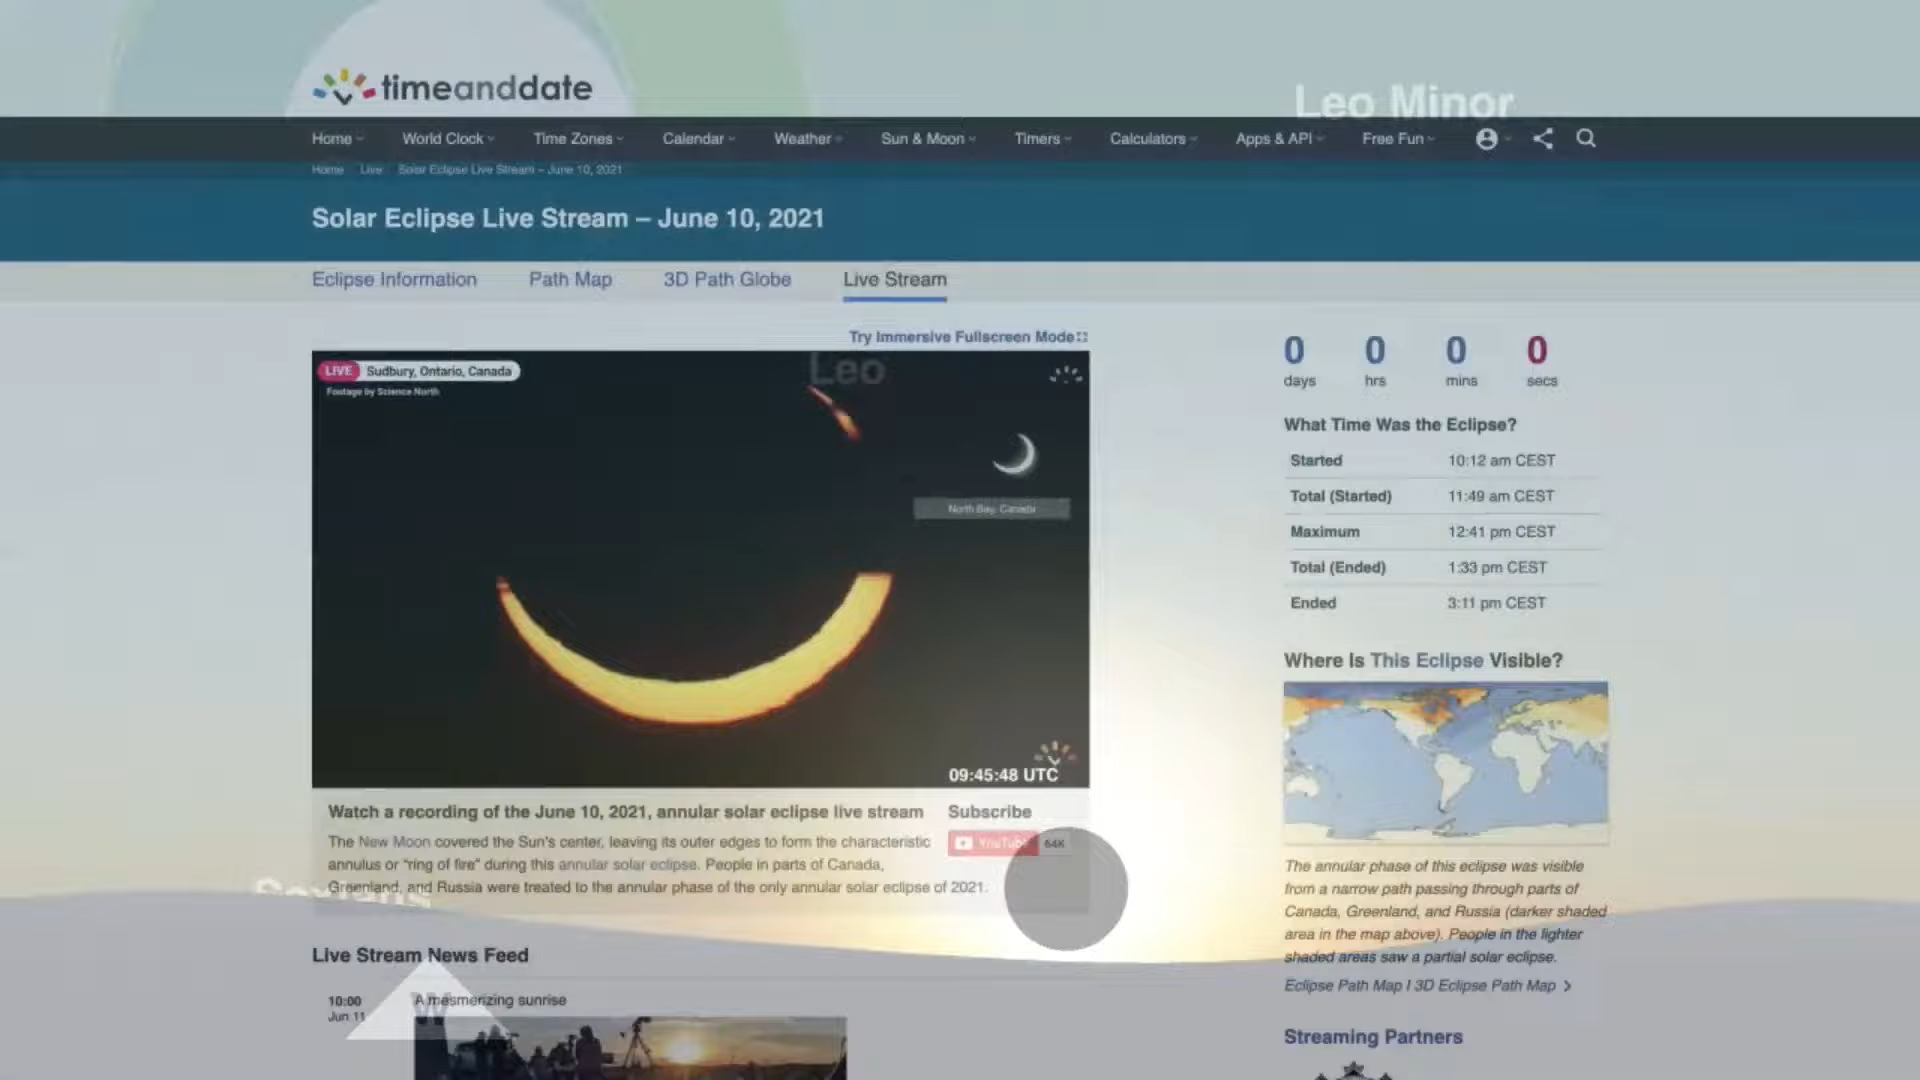 timeanddate
Leo Minor
Home World Clock Time Zones Calendar Weather Sun & Moon Timers Calculators Apps & API Free Fun
Home Live Solar Eclipse Live Stream – June 10, 2021
Solar Eclipse Live Stream – June 10, 2021
Eclipse Information Path Map 3D Path Globe Live Stream
Try Immersive Fullscreen Mode
LIVE Sudbury, Ontario, Canada
Footage by Science North
Leo
North Bay, Canada
09:45:48 UTC
Watch a recording of the June 10, 2021, annular solar eclipse live stream
The New Moon covered the Sun's center, leaving its outer edges to form the characteristic
annulus or "ring of fire" during this annular solar eclipse. People in parts of Canada,
Greenland, and Russia were treated to the annular phase of the only annular solar eclipse of 2021.
Subscribe
YouTube 64K
Sextans
Live Stream News Feed
10:00
Jun 11
A mesmerizing sunrise
W
0 0 0 0
days hrs mins secs
What Time Was the Eclipse?
Started 10:12 am CEST
Total (Started) 11:49 am CEST
Maximum 12:41 pm CEST
Total (Ended) 1:33 pm CEST
Ended 3:11 pm CEST
Where Is This Eclipse Visible?
The annular phase of this eclipse was visible
from a narrow path passing through parts of
Canada, Greenland, and Russia (darker shaded
area in the map above). People in the lighter
shaded areas saw a partial solar eclipse.
Eclipse Path Map | 3D Eclipse Path Map
Streaming Partners